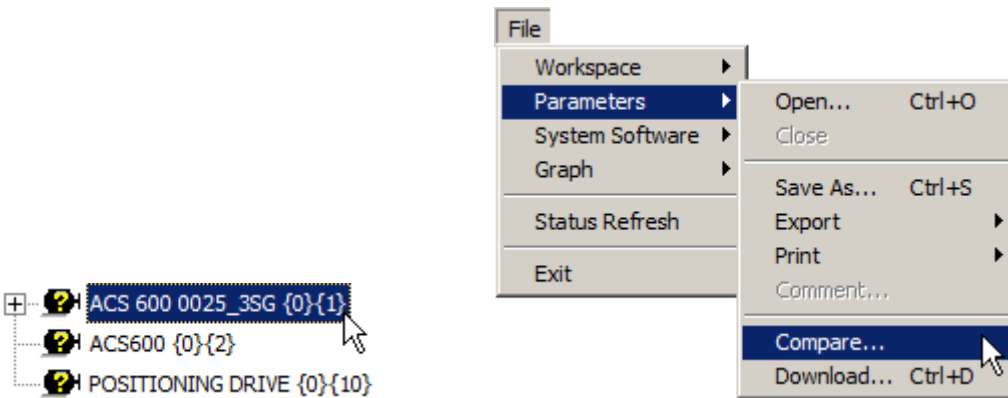 File
Workspace
Parameters
System Software
Graph
Status Refresh
Exit
Open... Ctrl+O
Close
Save As... Ctrl+S
Export
Print
Comment...
Compare...
Download... Ctrl+D
ACS 600 0025_3SG {0}{1}
ACS600 {0}{2}
POSITIONING DRIVE {0}{10}